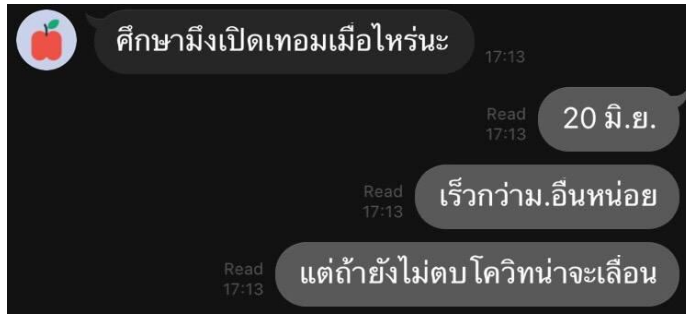 ศึกษามึงเปิดเทอมเมื่อไหร่นะ
17:13
Read
17:13
20 มิ.ย.
Read
17:13
เร็วกว่าม.อื่นหน่อย
Read
17:13
แต่ถ้ายังไม่ตบโควิทน่าจะเลื่อน